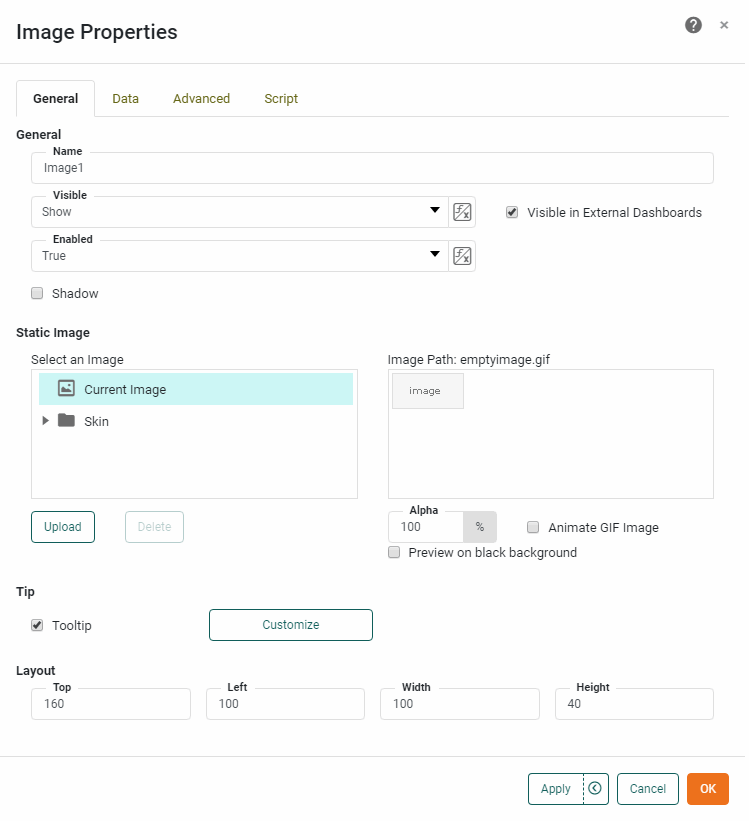 Image Properties
General Data Advanced Script
General
Name
Image1
Visible
Show
Visible in External Dashboards
Enabled
True
Shadow
Static Image
Select an Image
Image Path: emptyimage.gif
Current Image
image
Skin
Upload
Delete
Alpha
100 %
Animate GIF Image
Preview on black background
Tip
Tooltip
Customize
Layout
Top Left Width Height
160 100 100 40
Apply Cancel OK